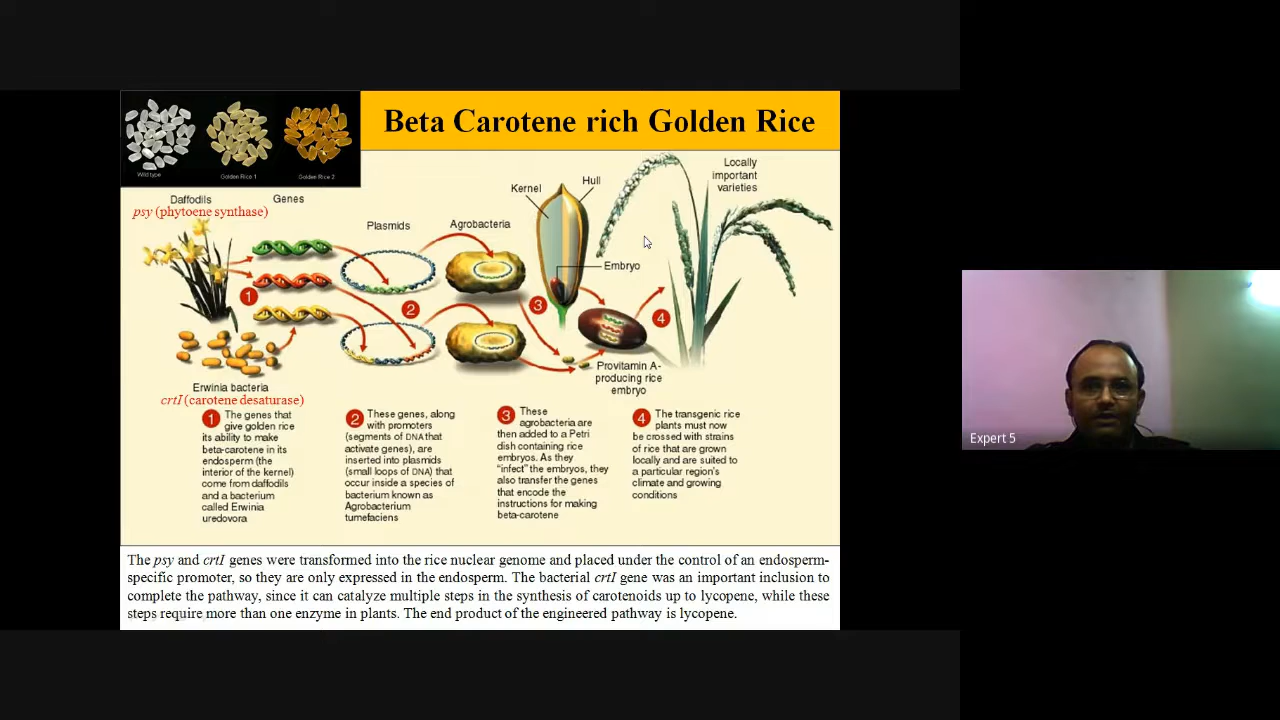 Beta Carotene rich Golden Rice
Wild type
Golden Rice 1
Golden Rice 2
Daffodils
psy (phytoene synthase)
Genes
Plasmids
Agrobacteria
Kernel
Hull
Embryo
Locally
important
varieties
1
2
3
4
Provitamin A-
producing rice
embryo
Erwinia bacteria
crtI (carotene desaturase)
1 The genes that
give golden rice
its ability to make
beta-carotene in its
endosperm (the
interior of the kernel)
come from daffodils
and a bacterium
called Erwinia
uredovora
2 These genes, along
with promoters
(segments of DNA that
activate genes), are
inserted into plasmids
(small loops of DNA) that
occur inside a species of
bacterium known as
Agrobacterium
tumefaciens
3 These
agrobacteria are
then added to a Petri
dish containing rice
embryos. As they
"infect" the embryos, they
also transfer the genes
that encode the
instructions for making
beta-carotene
4 The transgenic rice
plants must now
be crossed with strains
of rice that are grown
locally and are suited to
a particular region's
climate and growing
conditions
The psy and crtI genes were transformed into the rice nuclear genome and placed under the control of an endosperm-
specific promoter, so they are only expressed in the endosperm. The bacterial crtI gene was an important inclusion to
complete the pathway, since it can catalyze multiple steps in the synthesis of carotenoids up to lycopene, while these
steps require more than one enzyme in plants. The end product of the engineered pathway is lycopene.
Expert 5